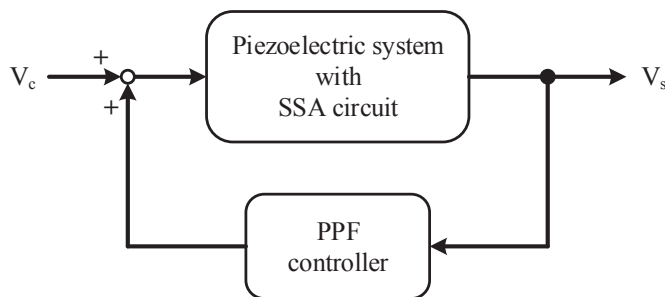 Piezoelectric system
with
SSA circuit
V_c
+
+
V_s
PPF
controller